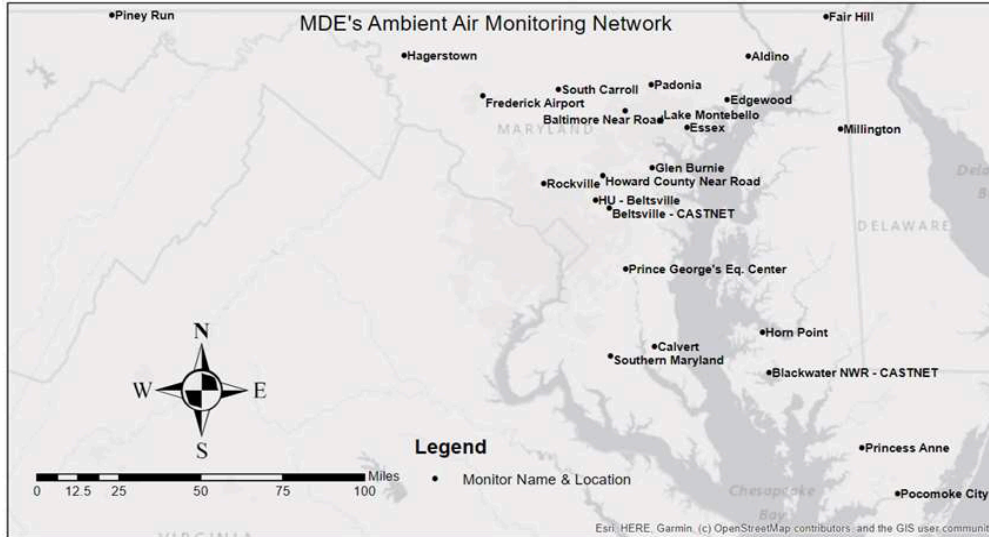 MDE's Ambient Air Monitoring Network
Piney Run
Fair Hill
Hagerstown
Aldino
South Carroll
Padonia
Frederick Airport
Edgewood
Baltimore Near Road
Lake Montebello
Essex
MARYLAND
Millington
Glen Burnie
Howard County Near Road
Rockville
HU - Beltsville
Beltsville - CASTNET
DELAWARE
Prince George's Eq. Center
Horn Point
Calvert
Southern Maryland
Blackwater NWR - CASTNET
N
W
E
S
Legend
Monitor Name & Location
Miles
0 12.5 25 50 75 100
Princess Anne
Pocomoke City
Chesapeake
Bay
VIRGINIA
Esri, HERE, Garmin, (c) OpenStreetMap contributors, and the GIS user communit